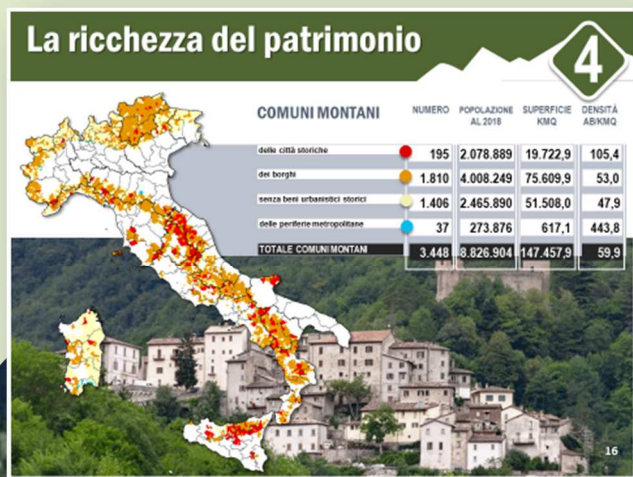 La ricchezza del patrimonio
4
COMUNI MONTANI NUMERO POPOLAZIONE AL 2018 SUPERFICIE KMQ DENSITÀ AB/KMQ
delle città storiche 195 2.078.889 19.722,9 105,4
dei borghi 1.810 4.008.249 75.609,9 53,0
senza beni urbanistici storici 1.406 2.465.890 51.508,0 47,9
delle periferie metropolitane 37 273.876 617,1 443,8
TOTALE COMUNI MONTANI 3.448 8.826.904 147.457,9 59,9
16